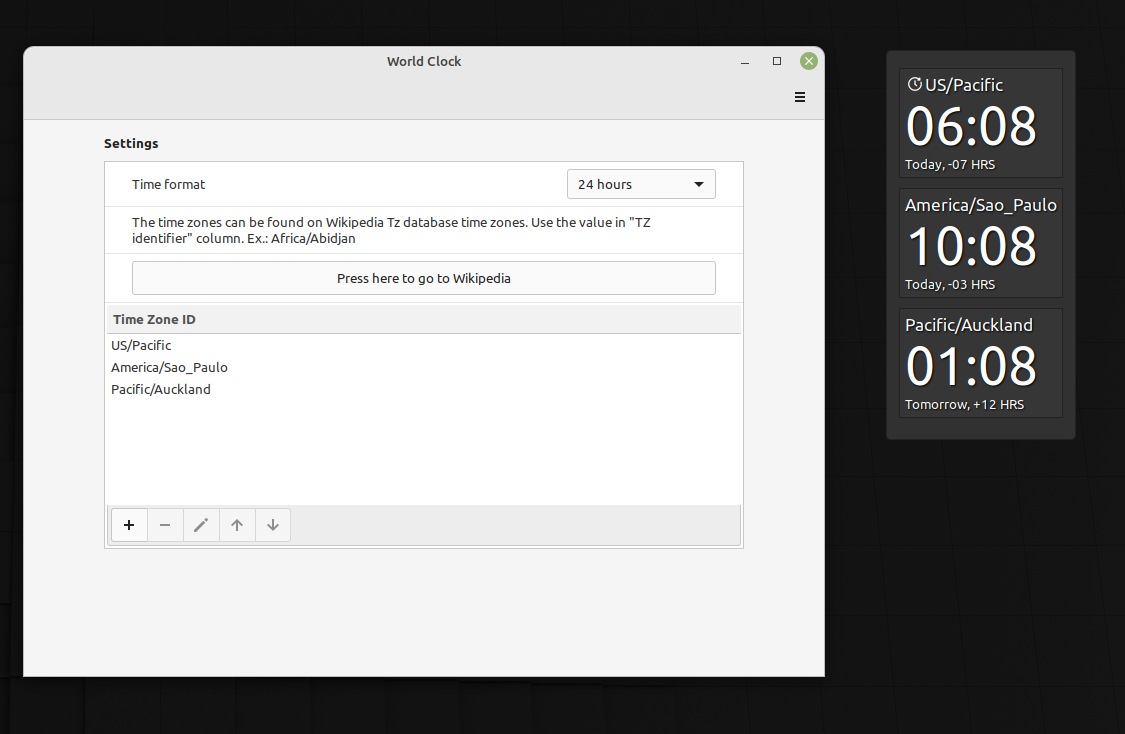 World Clock
Settings
Time format
24 hours
The time zones can be found on Wikipedia Tz database time zones. Use the value in "TZ
identifier" column. Ex.: Africa/Abidjan
Press here to go to Wikipedia
Time Zone ID
US/Pacific
America/Sao_Paulo
Pacific/Auckland
US/Pacific
06:08
Today, -07 HRS
America/Sao_Paulo
10:08
Today, -03 HRS
Pacific/Auckland
01:08
Tomorrow, +12 HRS